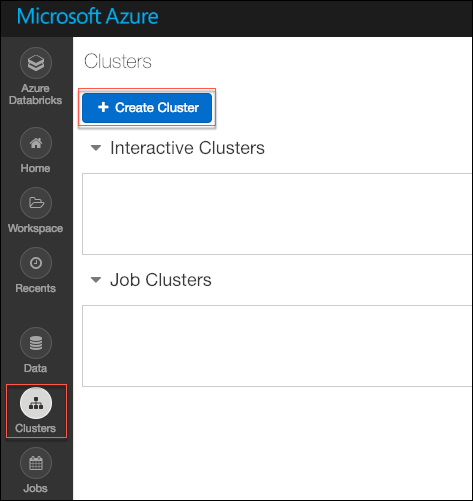 Microsoft Azure
Azure
Databricks
Home
Workspace
Recents
Data
Clusters
Jobs
Clusters
+ Create Cluster
Interactive Clusters
Job Clusters